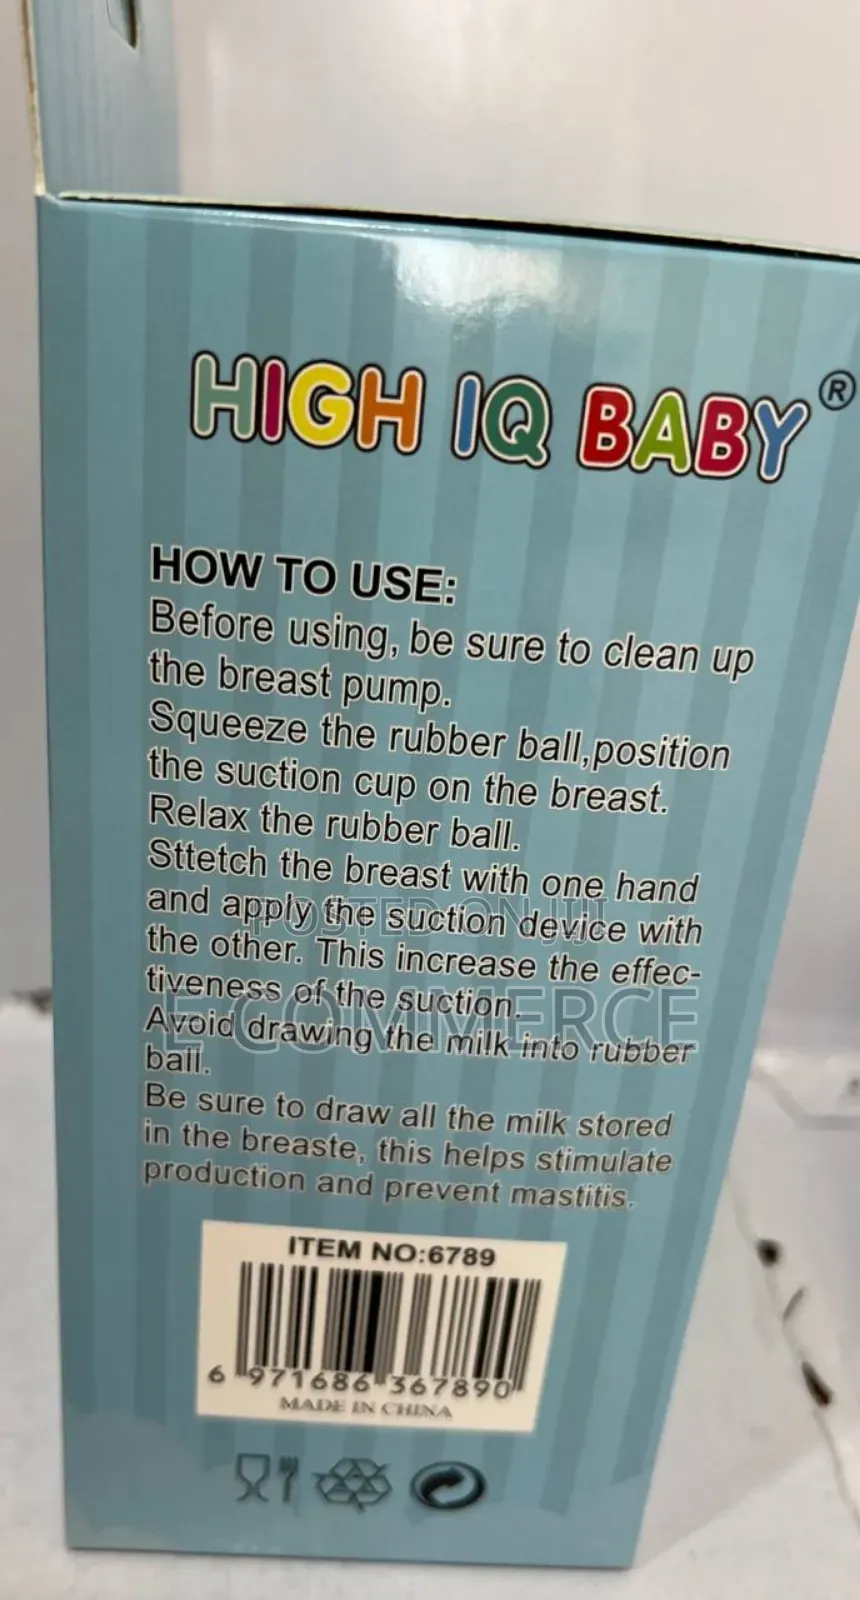 HIGH IQ BABY®
HOW TO USE:
Before using, be sure to clean up
the breast pump.
Squeeze the rubber ball,position
the suction cup on the breast.
Relax the rubber ball.
Sttetch the breast with one hand
and apply the suction device with
the other. This increase the effec-
tiveness of the suction.
Avoid drawing the milk into rubber
ball.
Be sure to draw all the milk stored
in the breaste, this helps stimulate
production and prevent mastitis.
POSTED ON JIJI
E COMMERCE
ITEM NO:6789
6 971686 367890
MADE IN CHINA